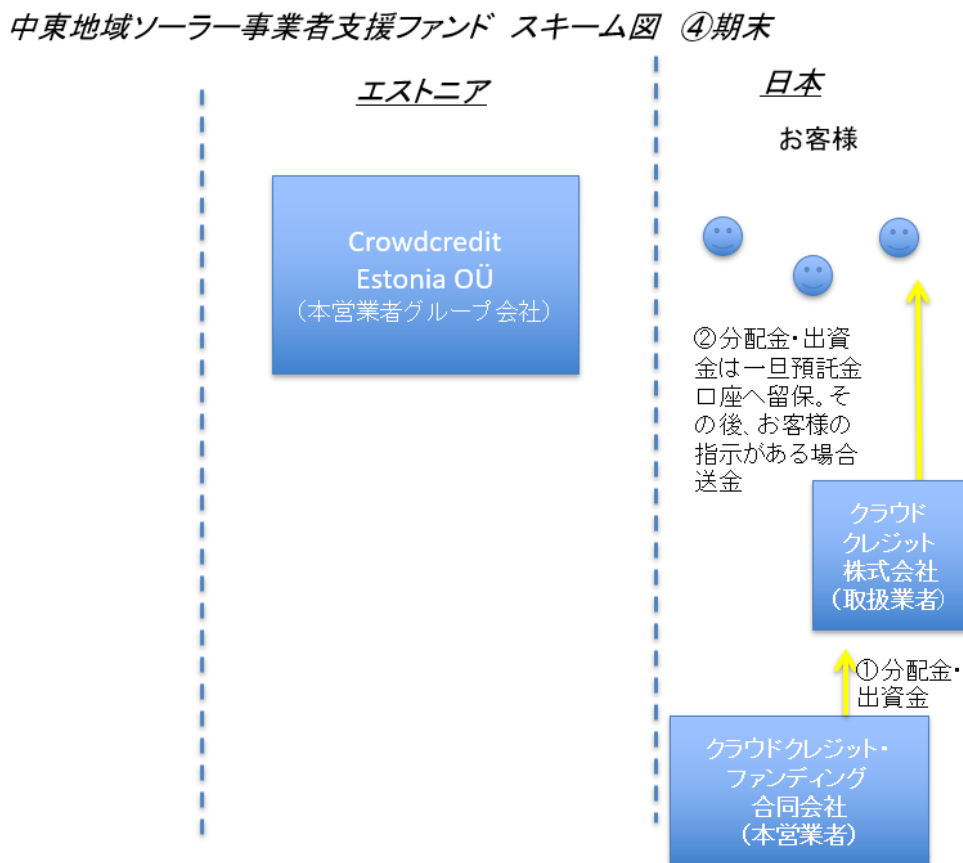 中東地域ソーラー事業者支援ファンド スキーム図 ④期末
エストニア
日本
お客様
Crowdcredit
Estonia OÜ
（本営業者グループ会社）
②分配金・出資
金は一旦預託金
口座へ留保。そ
の後、お客様の
指示がある場合
送金
クラウド
クレジット
株式会社
（取扱業者）
①分配金・
出資金
クラウドクレジット・
ファンディング
合同会社
（本営業者）